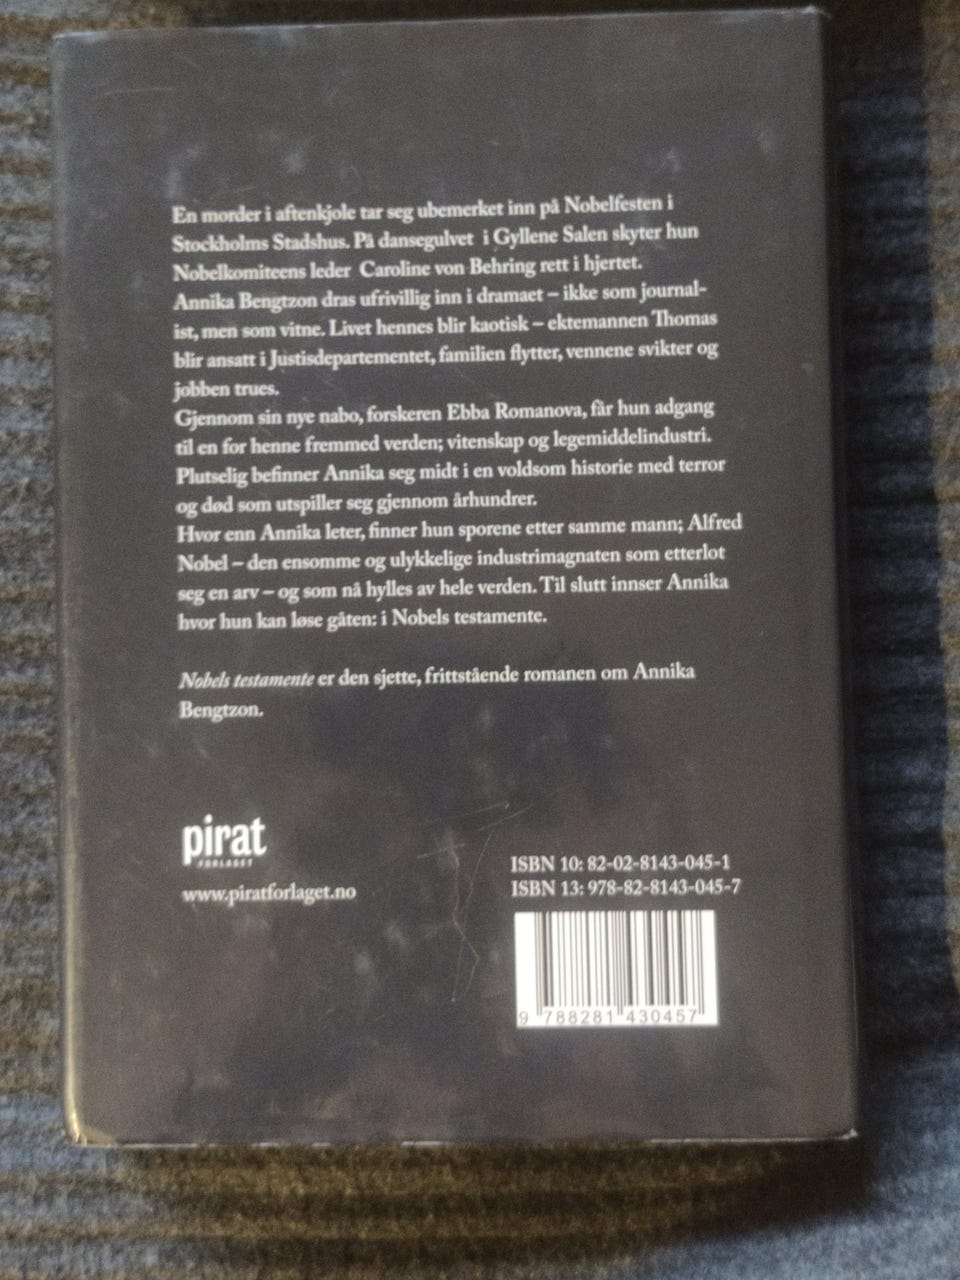 En morder i aftenkjole tar seg ubemerket inn på Nobelfesten i
Stockholms Stadshus. På dansegulvet i Gyllene Salen skyter hun
Nobelkomiteens leder Caroline von Behring rett i hjertet.
Annika Bengtzon dras ufrivillig inn i dramaet – ikke som journal-
ist, men som vitne. Livet hennes blir kaotisk – ektemannen Thomas
blir ansatt i Justisdepartementet, familien flytter, vennene svikter og
jobben trues.
Gjennom sin nye nabo, forskeren Ebba Romanova, får hun adgang
til en for henne fremmed verden; vitenskap og legemiddelindustri.
Plutselig befinner Annika seg midt i en voldsom historie med terror
og død som utspiller seg gjennom århundrer.
Hvor enn Annika leter, finner hun sporene etter samme mann; Alfred
Nobel – den ensomme og ulykkelige industrimagnaten som etterlot
seg en arv – og som nå hylles av hele verden. Til slutt innser Annika
hvor hun kan løse gåten: i Nobels testamente.
Nobels testamente er den sjette, frittstående romanen om Annika
Bengtzon.
pirat
FORLAGET
www.piratforlaget.no
ISBN 10: 82-02-8143-045-1
ISBN 13: 978-82-8143-045-7
9 788281 430457